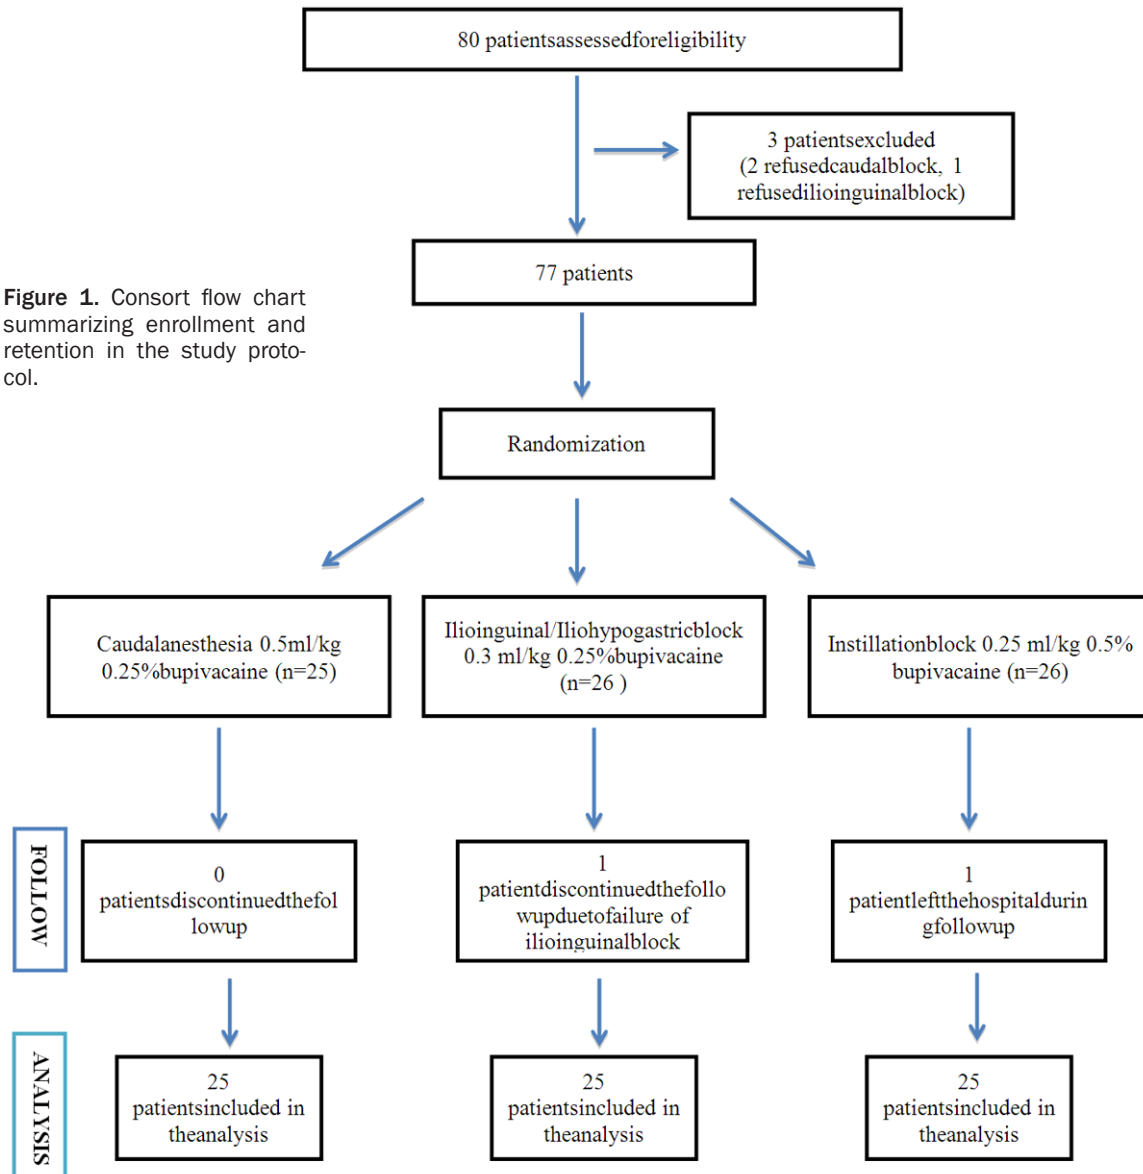 80 patientsassessedforeligibility
3 patientsexcluded
(2 refusedcaudalblock, 1
refusedilioinguinalblock)
77 patients
Figure 1. Consort flow chart
summarizing enrollment and
retention in the study proto-
col.
Randomization
Caudalanesthesia 0.5ml/kg
0.25%bupivacaine (n=25)
Ilioinguinal/Iliohypogastricblock
0.3 ml/kg 0.25%bupivacaine
(n=26 )
Instillationblock 0.25 ml/kg 0.5%
bupivacaine (n=26)
FOLLOW
0
patientsdiscontinuedthefol
lowup
1
patientdiscontinuedthefollo
wupduetofailure of
ilioinguinalblock
1
patientleftthehospitaldurin
gfollowup
ANALYSIS
25
patientsincluded in
theanalysis
25
patientsincluded in
theanalysis
25
patientsincluded in
theanalysis